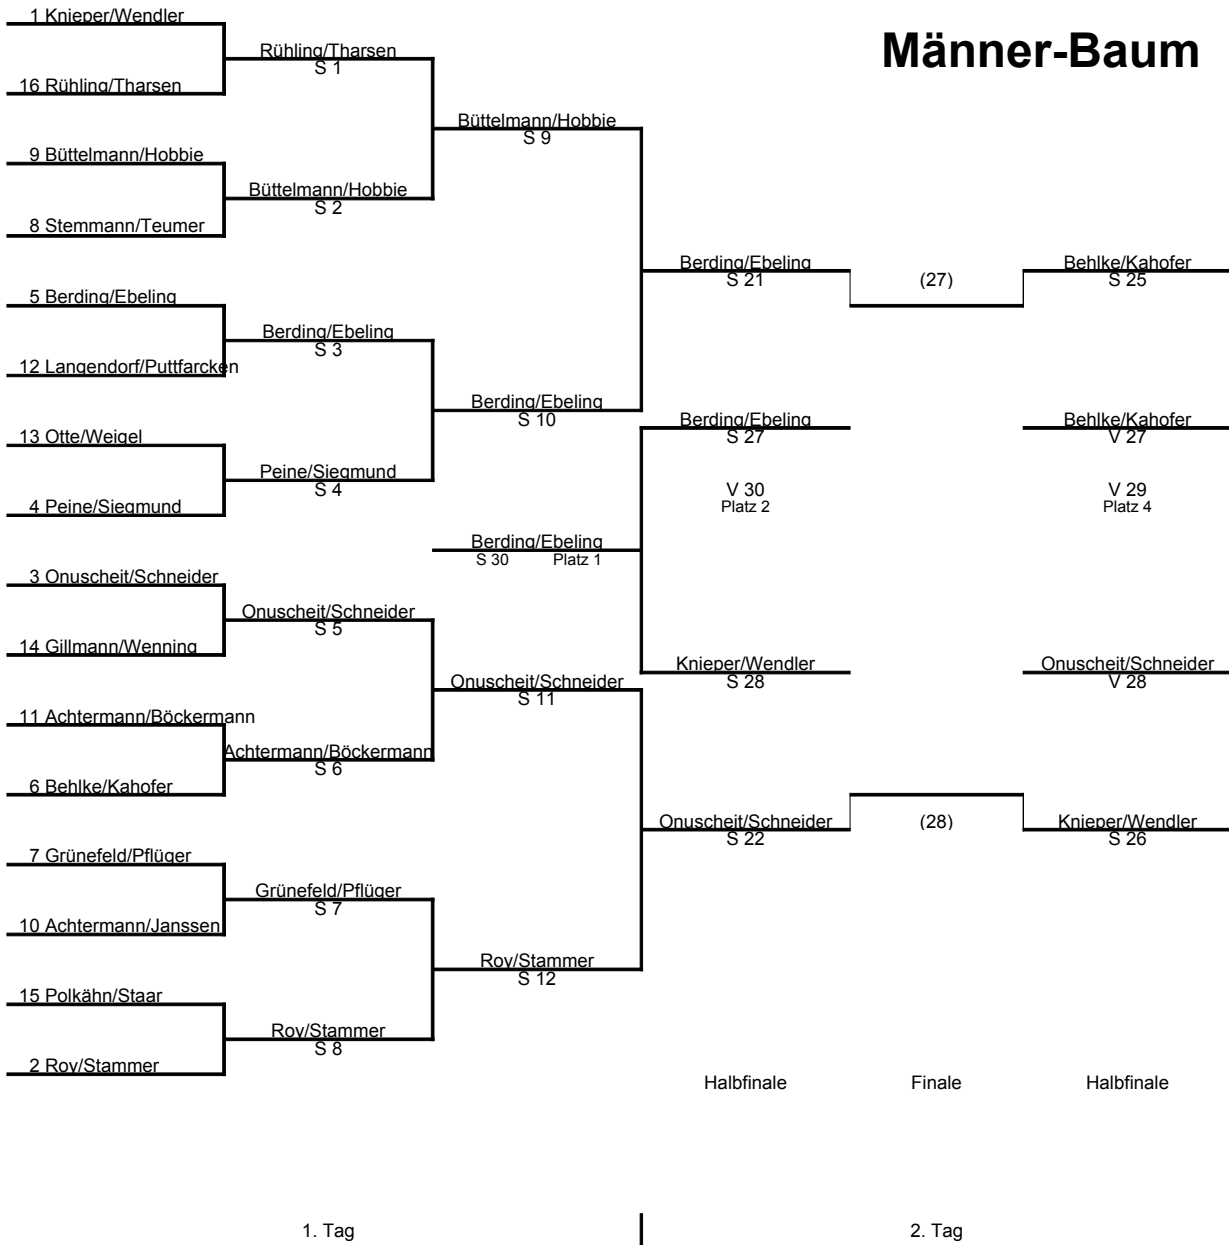 Männer-Baum
1 Knieper/Wendler
16 Rühling/Tharsen
9 Büttelmann/Hobbie
8 Stemmann/Teumer
5 Berding/Ebeling
12 Langendorf/Puttfarcken
13 Otte/Weigel
4 Peine/Siegmund
3 Onuscheit/Schneider
14 Gillmann/Wenning
11 Achtermann/Böckermann
6 Behlke/Kahofer
7 Grünefeld/Pflüger
10 Achtermann/Janssen
15 Polkähn/Staar
2 Roy/Stammer
Rühling/Tharsen
S 1
Büttelmann/Hobbie
S 2
Berding/Ebeling
S 3
Peine/Siegmund
S 4
Onuscheit/Schneider
S 5
Achtermann/Böckermann
S 6
Grünefeld/Pflüger
S 7
Roy/Stammer
S 8
Büttelmann/Hobbie
S 9
Berding/Ebeling
S 10
Berding/Ebeling
S 30 Platz 1
Onuscheit/Schneider
S 11
Roy/Stammer
S 12
Berding/Ebeling
S 21
Berding/Ebeling
S 27
V 30
Platz 2
Knieper/Wendler
S 28
Onuscheit/Schneider
S 22
Halbfinale
(27)
(28)
Finale
Behlke/Kahofer
S 25
Behlke/Kahofer
V 27
V 29
Platz 4
Onuscheit/Schneider
V 28
Knieper/Wendler
S 26
Halbfinale
1. Tag
2. Tag